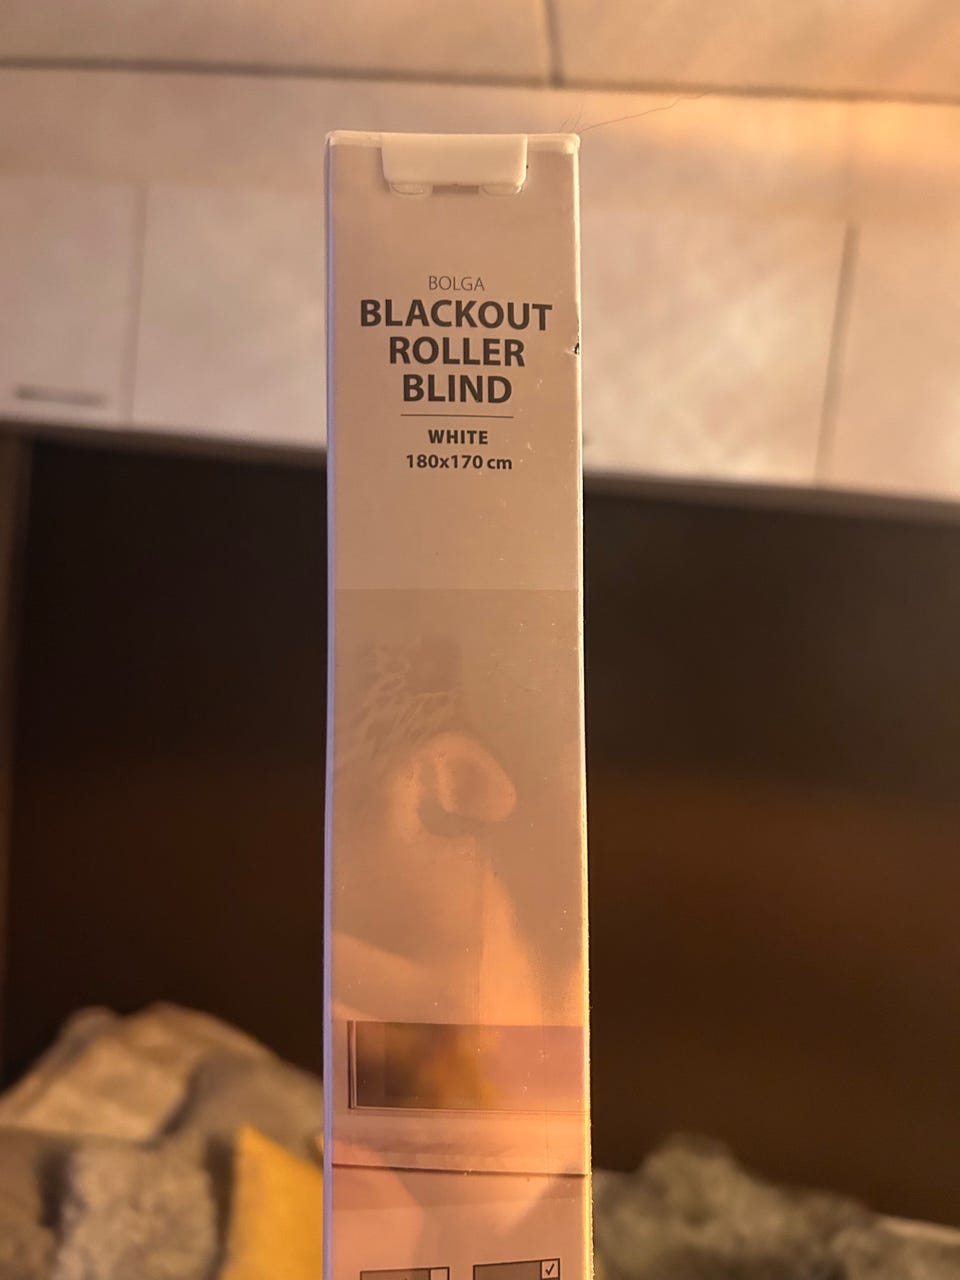 BOLGA
BLACKOUT
ROLLER
BLIND
WHITE
180x170 cm